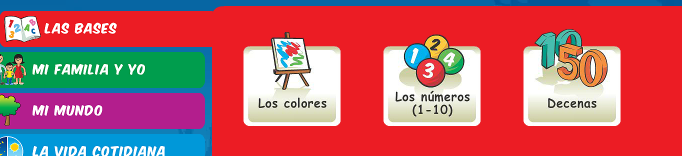 LAS BASES
MI FAMILIA Y YO
MI MUNDO
LA VIDA COTIDIANA
Los colores
Los números
(1-10)
Decenas